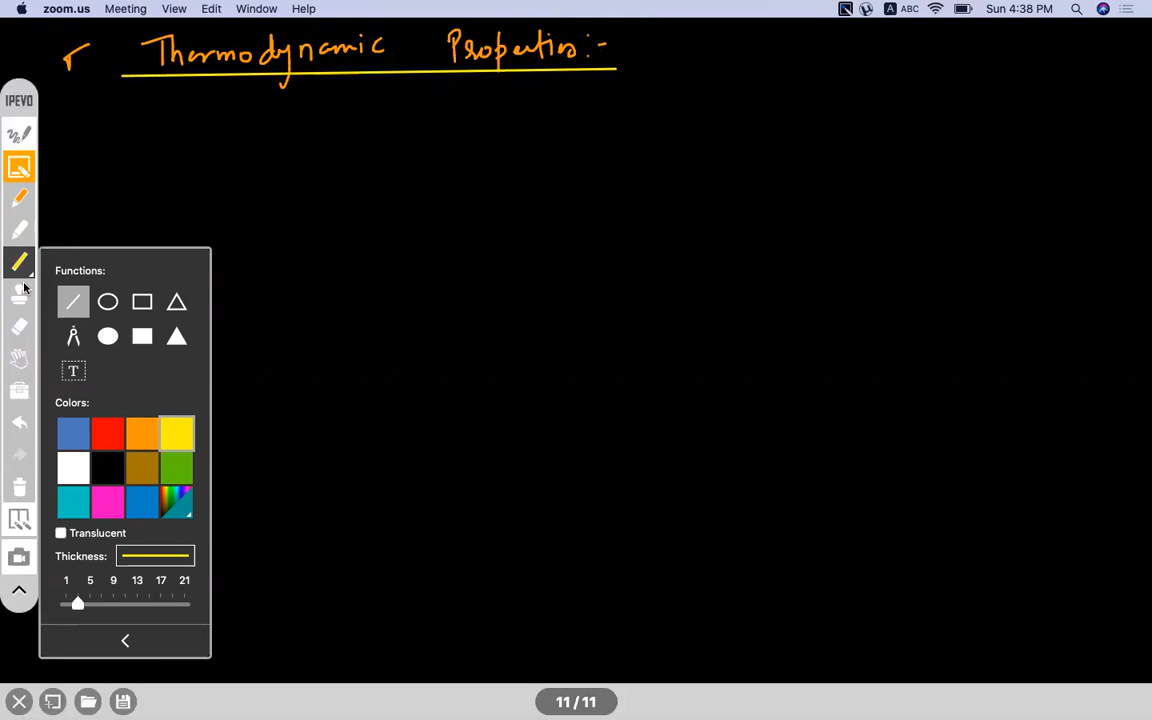 zoom.us Meeting View Edit Window Help A ABC Sun 4:38 PM
Thermodynamic Properties:-
IPEVO
Functions:
T
Colors:
Translucent
Thickness:
1 5 9 13 17 21
11 / 11